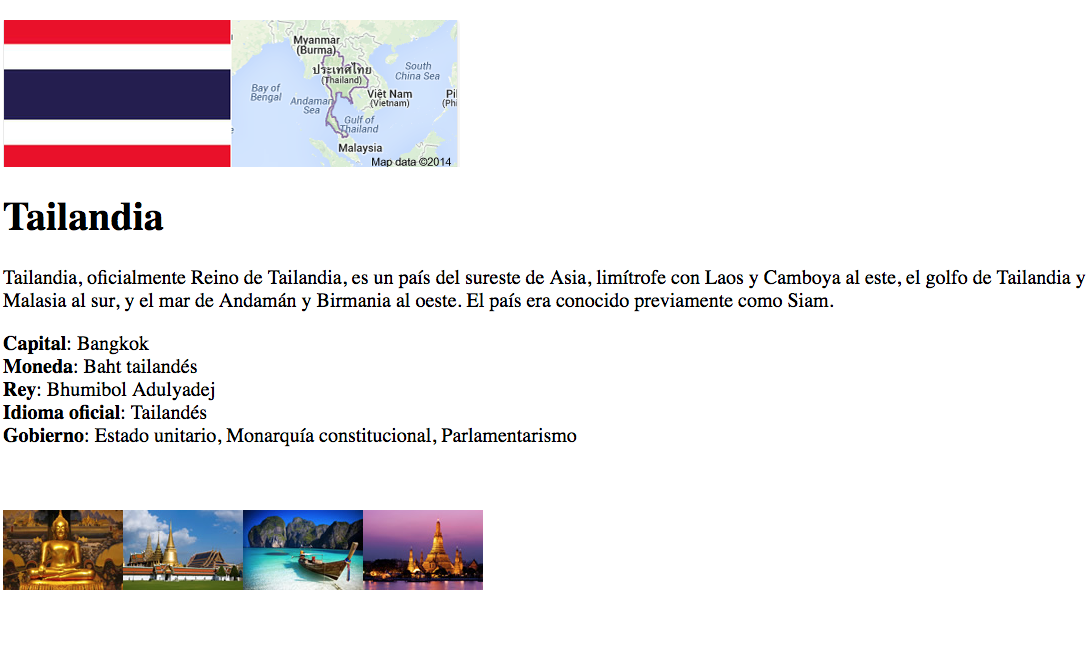 Myanmar
(Burma)
ประเทศไทย
(Thailand)
South
China Sea
Bay of
Bengal
Andaman
Sea
Việt Nam
(Vietnam)
Pil
(Phi
Gulf of
Thailand
Malaysia
Map data ©2014
Tailandia
Tailandia, oficialmente Reino de Tailandia, es un país del sureste de Asia, limítrofe con Laos y Camboya al este, el golfo de Tailandia y
Malasia al sur, y el mar de Andamán y Birmania al oeste. El país era conocido previamente como Siam.
Capital: Bangkok
Moneda: Baht tailandés
Rey: Bhumibol Adulyadej
Idioma oficial: Tailandés
Gobierno: Estado unitario, Monarquía constitucional, Parlamentarismo